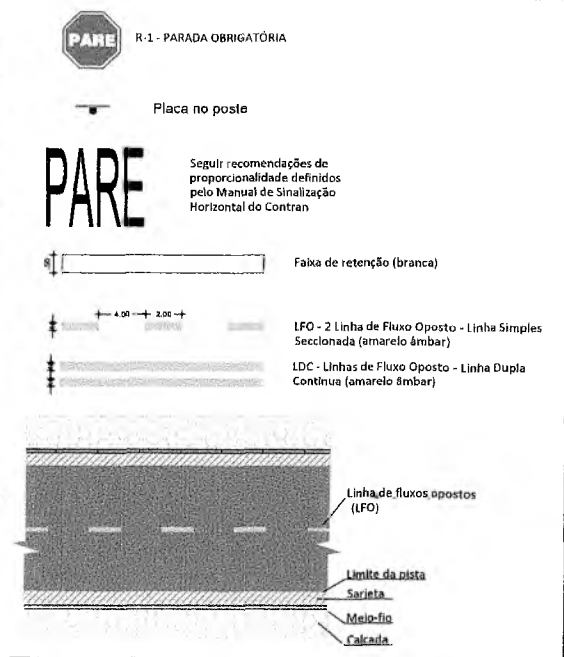 PARE
R-1 - PARADA OBRIGATÓRIA
Placa no poste
PARE
Seguir recomendações de
proporcionalidade definidos
pelo Manual de Sinalização
Horizontal do Contran
Faixa de retenção (branca)
4.00 2.00
LFO - 2 Linha de Fluxo Oposto - Linha Simples
Seccionada (amarelo âmbar)
LDC - Linhas de Fluxo Oposto - Linha Dupla
Contínua (amarelo âmbar)
Linha de fluxos opostos
(LFO)
Limite da pista
Sarjeta
Meio-fio
Calcada